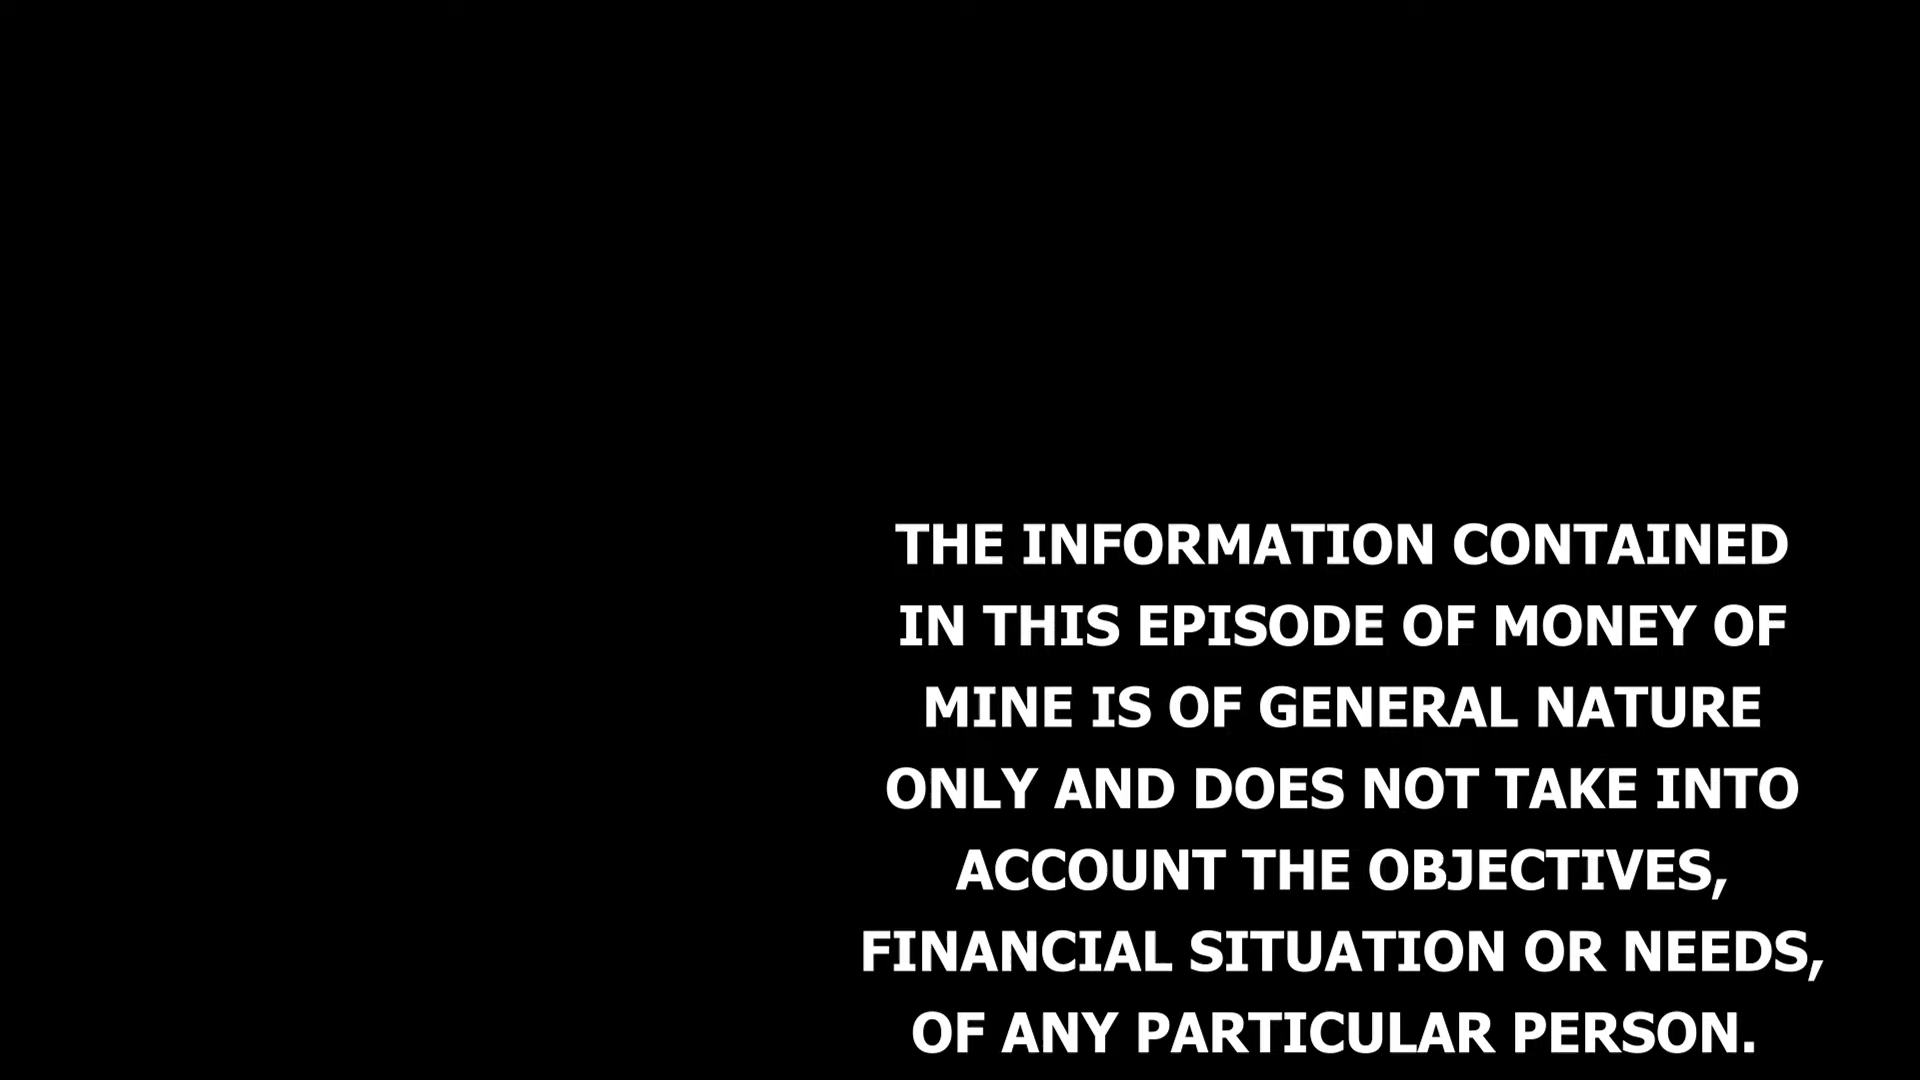 THE INFORMATION CONTAINED
IN THIS EPISODE OF MONEY OF
MINE IS OF GENERAL NATURE
ONLY AND DOES NOT TAKE INTO
ACCOUNT THE OBJECTIVES,
FINANCIAL SITUATION OR NEEDS,
OF ANY PARTICULAR PERSON.